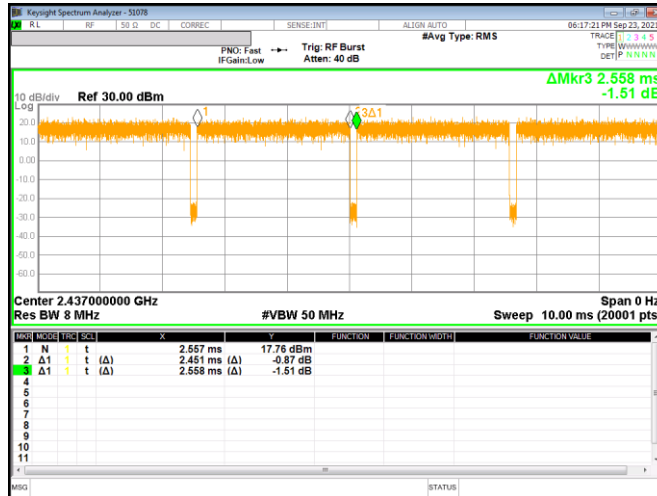 Keysight Spectrum Analyzer - 51078
RL RF 50 Ω DC CORREC SENSE:INT ALIGN AUTO 06:17:21 PM Sep 23, 2021
#Avg Type: RMS
TRACE 1 2 3 4 5
PNO: Fast Trig: RF Burst
TYPE WWWWWW
IFGain:Low Atten: 40 dB
DET P N N N N
ΔMkr3 2.558 ms
-1.51 dB
10 dB/div Ref 30.00 dBm
Log
1
3Δ1
20.0
10.0
0.00
-10.0
-20.0
-30.0
-40.0
-50.0
-60.0
Center 2.437000000 GHz Span 0 Hz
Res BW 8 MHz #VBW 50 MHz Sweep 10.00 ms (20001 pts
MKR MODE TRC SCL X Y FUNCTION FUNCTION WIDTH FUNCTION VALUE
1 N 1 t 2.557 ms 17.76 dBm
2 Δ1 1 t (Δ) 2.451 ms (Δ) -0.87 dB
3 Δ1 1 t (Δ) 2.558 ms (Δ) -1.51 dB
4
5
6
7
8
9
10
11
MSG STATUS